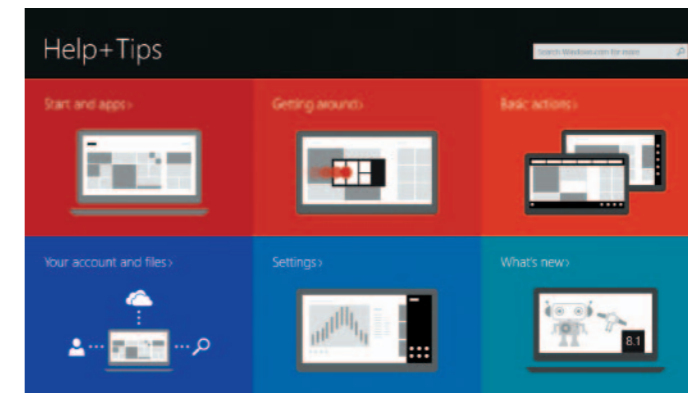 Help+Tips
Search Windows.com for more
Start and apps›
Getting around›
Basic actions›
Your account and files›
Settings›
What's new›
8.1